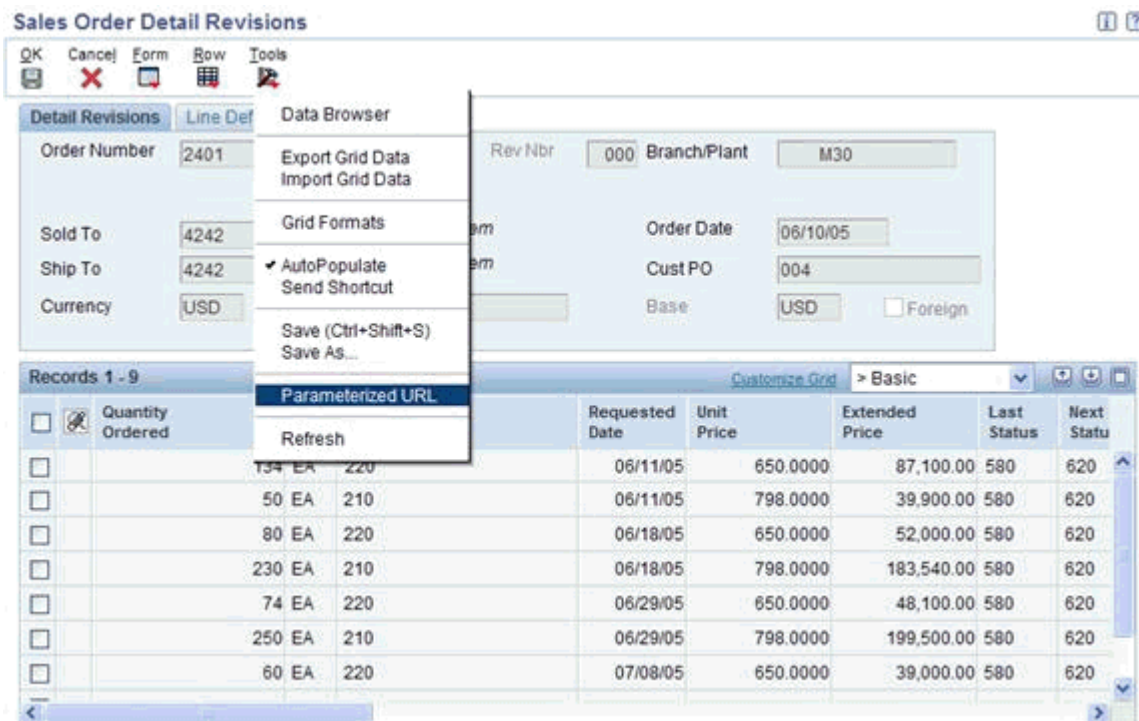 Sales Order Detail Revisions
OK Cancel Form Row Tools
Detail Revisions Line Def
Data Browser
Export Grid Data
Import Grid Data
Grid Formats
✔ AutoPopulate
Send Shortcut
Save (Ctrl+Shift+S)
Save As...
Parameterized URL
Refresh
Order Number 2401 Rev Nbr 000 Branch/Plant M30
Sold To 4242 em Order Date 06/10/05
Ship To 4242 em Cust PO 004
Currency USD Base USD Foreign
Records 1 - 9 Customize Grid > Basic
Quantity Ordered Requested Date Unit Price Extended Price Last Status Next Statu
134 EA 220 06/11/05 650.0000 87,100.00 580 620
50 EA 210 06/11/05 798.0000 39,900.00 580 620
80 EA 220 06/18/05 650.0000 52,000.00 580 620
230 EA 210 06/18/05 798.0000 183,540.00 580 620
74 EA 220 06/29/05 650.0000 48,100.00 580 620
250 EA 210 06/29/05 798.0000 199,500.00 580 620
60 EA 220 07/08/05 650.0000 39,000.00 580 620